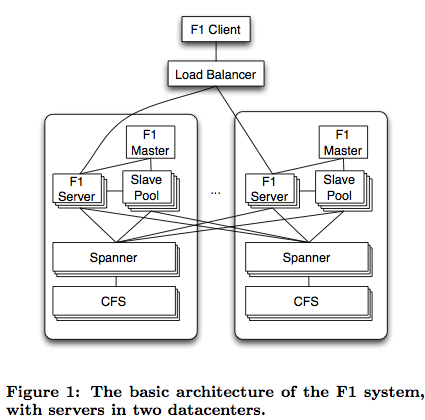 F1 Client
Load Balancer
F1
Master
F1
Server
Slave
Pool
Spanner
CFS
...
F1
Master
F1
Server
Slave
Pool
Spanner
CFS
Figure 1: The basic architecture of the F1 system,
with servers in two datacenters.